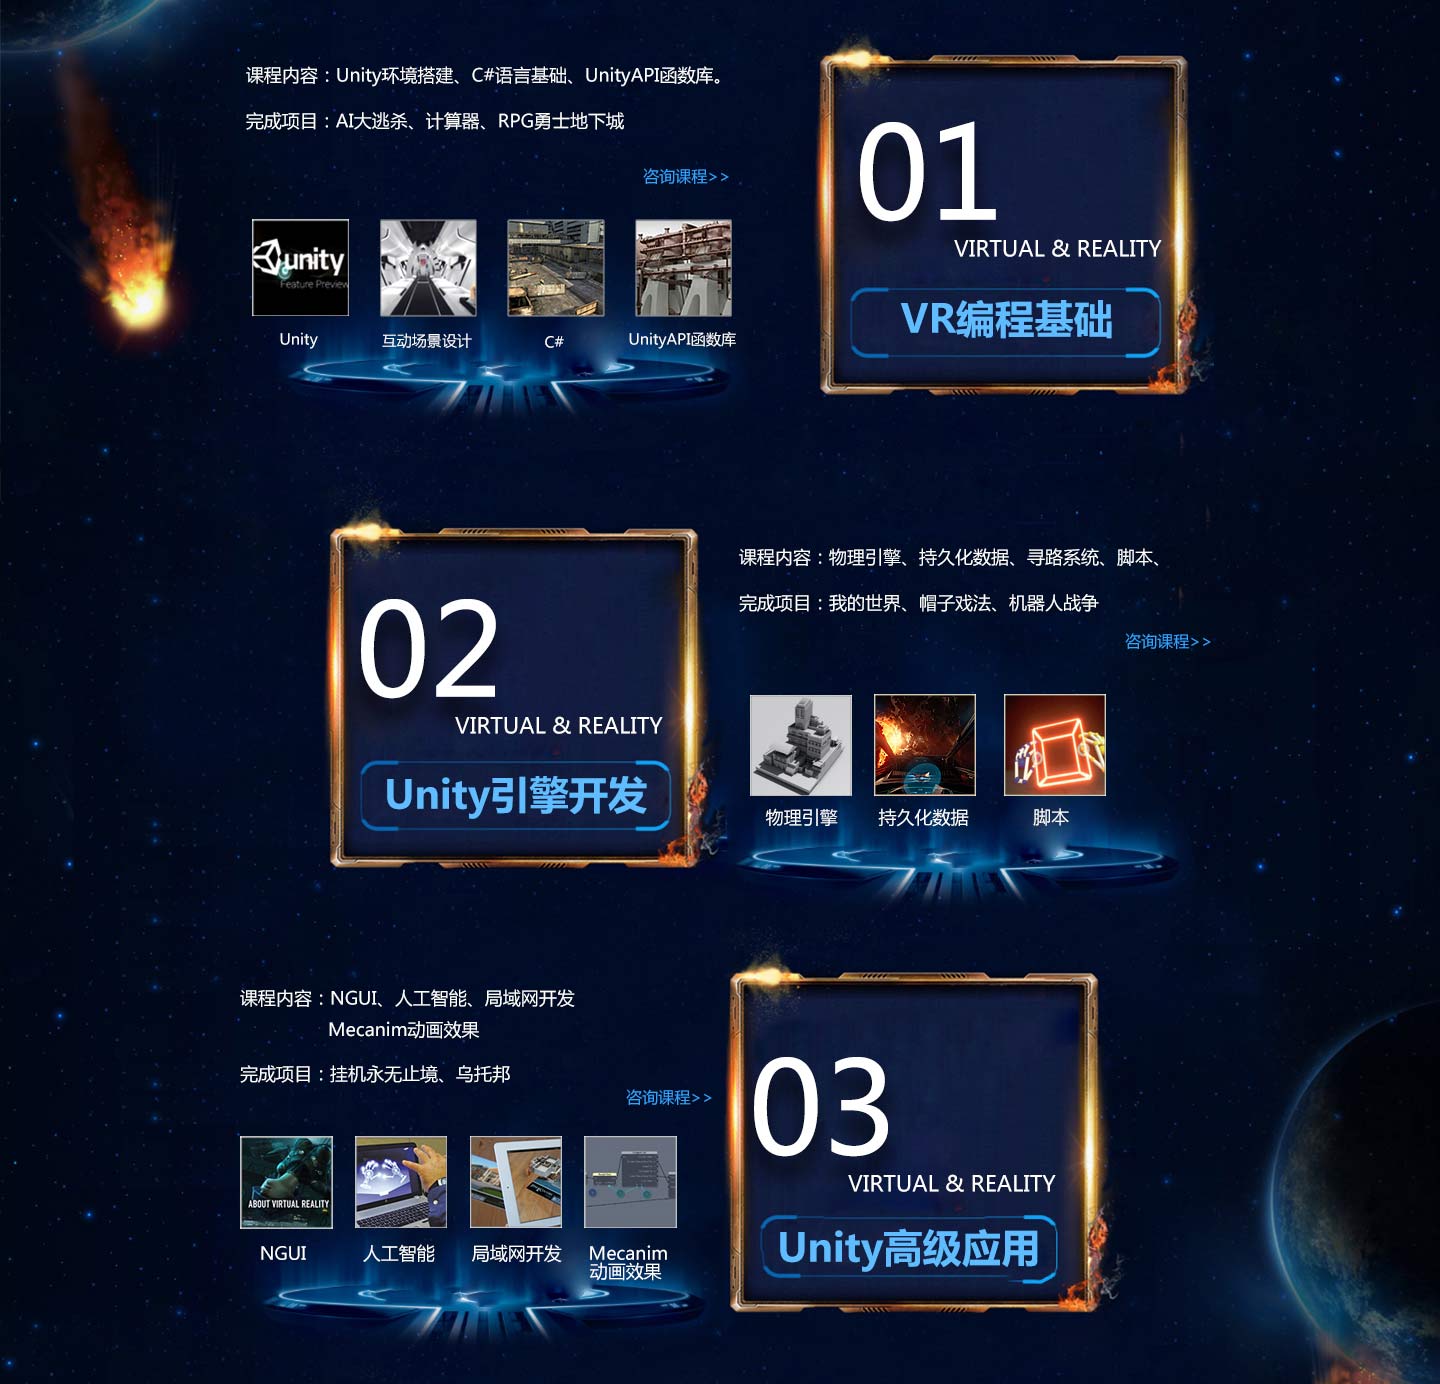 课程内容：Unity环境搭建、C#语言基础、UnityAPI函数库。
完成项目：AI大逃杀、计算器、RPG勇士地下城
咨询课程>>
unity
Feature Preview
Unity
互动场景设计
C#
UnityAPI函数库
01
VIRTUAL & REALITY
VR编程基础
02
VIRTUAL & REALITY
Unity引擎开发
课程内容：物理引擎、持久化数据、寻路系统、脚本、
完成项目：我的世界、帽子戏法、机器人战争
咨询课程>>
物理引擎
持久化数据
脚本
课程内容：NGUI、人工智能、局域网开发
Mecanim动画效果
完成项目：挂机永无止境、乌托邦
咨询课程>>
ABOUT VIRTUAL REALITY
NGUI
人工智能
局域网开发
Mecanim
动画效果
03
VIRTUAL & REALITY
Unity高级应用